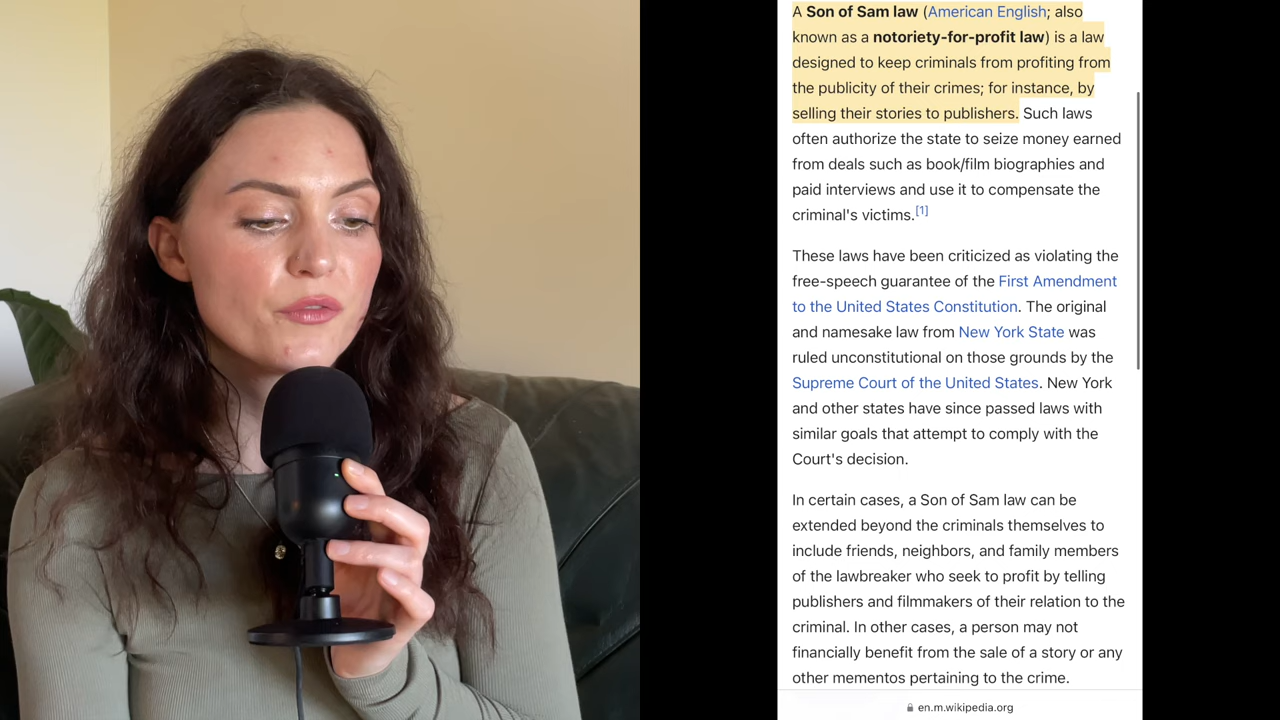 A Son of Sam law (American English; also
known as a notoriety-for-profit law) is a law
designed to keep criminals from profiting from
the publicity of their crimes; for instance, by
selling their stories to publishers. Such laws
often authorize the state to seize money earned
from deals such as book/film biographies and
paid interviews and use it to compensate the
criminal's victims.[1]
These laws have been criticized as violating the
free-speech guarantee of the First Amendment
to the United States Constitution. The original
and namesake law from New York State was
ruled unconstitutional on those grounds by the
Supreme Court of the United States. New York
and other states have since passed laws with
similar goals that attempt to comply with the
Court's decision.
In certain cases, a Son of Sam law can be
extended beyond the criminals themselves to
include friends, neighbors, and family members
of the lawbreaker who seek to profit by telling
publishers and filmmakers of their relation to the
criminal. In other cases, a person may not
financially benefit from the sale of a story or any
other mementos pertaining to the crime.
en.m.wikipedia.org